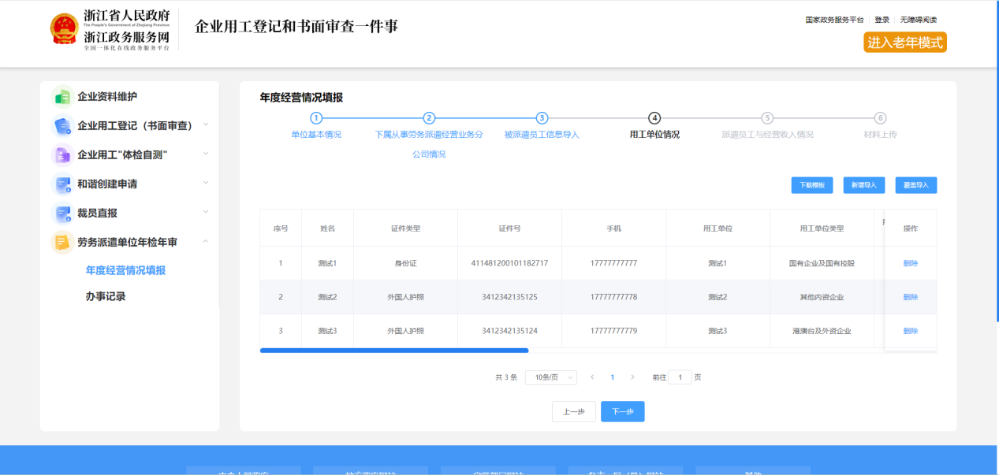 浙江省人民政府
The People's Government of Zhejiang Province
浙江政务服务网
全国一体化在线政务服务平台
企业用工登记和书面审查一件事
国家政务服务平台 登录 无障碍阅读
进入老年模式
企业资料维护
企业用工登记（书面审查）
企业用工"体检自测"
和谐创建申请
裁员直报
劳务派遣单位年检年审
年度经营情况填报
办事记录
年度经营情况填报
1 2 3 4 5 6
单位基本情况 下属从事劳务派遣经营业务分公司情况 被派遣员工信息导入 用工单位情况 派遣员工与经营收入情况 材料上传
下载模板 新增导入 覆盖导入
序号 姓名 证件类型 证件号 手机 用工单位 用工单位类型 操作
1 测试1 身份证 411481200101182717 17777777777 测试1 国有企业及国有控股 删除
2 测试2 外国人护照 3412342135125 17777777778 测试2 其他内资企业 删除
3 测试3 外国人护照 3412342135124 17777777779 测试3 港澳台及外资企业 删除
共 3 条 10条/页 1 前往 1 页
上一步 下一步